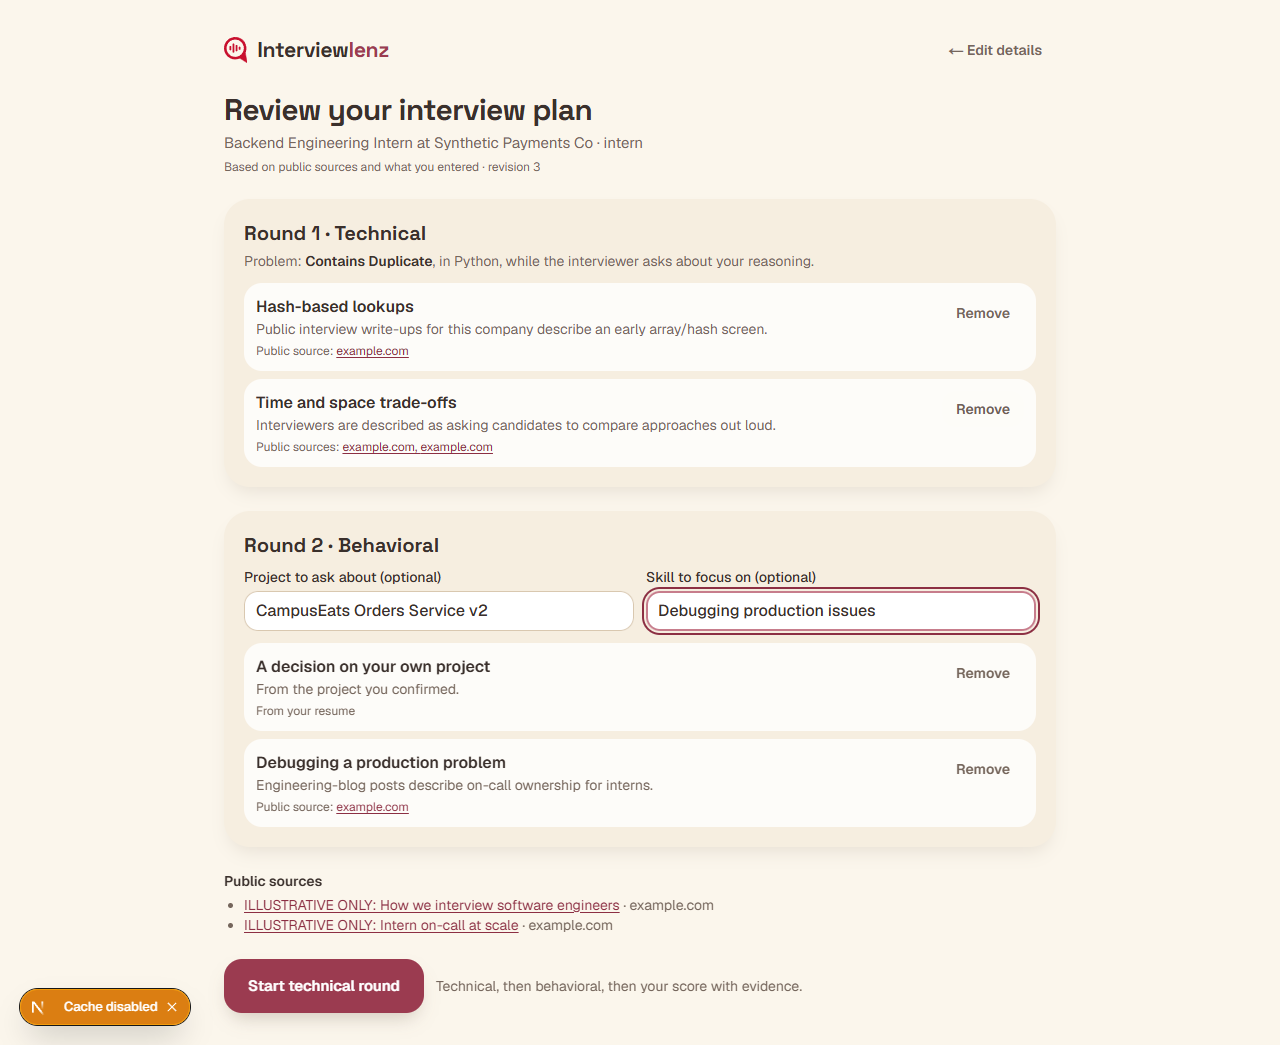 Interviewlenz
← Edit details
Review your interview plan
Backend Engineering Intern at Synthetic Payments Co · intern
Based on public sources and what you entered · revision 3
Round 1 · Technical
Problem: Contains Duplicate, in Python, while the interviewer asks about your reasoning.
Hash-based lookups
Remove
Public interview write-ups for this company describe an early array/hash screen.
Public source: example.com
Time and space trade-offs
Remove
Interviewers are described as asking candidates to compare approaches out loud.
Public sources: example.com, example.com
Round 2 · Behavioral
Project to ask about (optional)
Skill to focus on (optional)
CampusEats Orders Service v2
Debugging production issues
A decision on your own project
Remove
From the project you confirmed.
From your resume
Debugging a production problem
Remove
Engineering-blog posts describe on-call ownership for interns.
Public source: example.com
Public sources
• ILLUSTRATIVE ONLY: How we interview software engineers · example.com
• ILLUSTRATIVE ONLY: Intern on-call at scale · example.com
Start technical round
Technical, then behavioral, then your score with evidence.
N Cache disabled ×